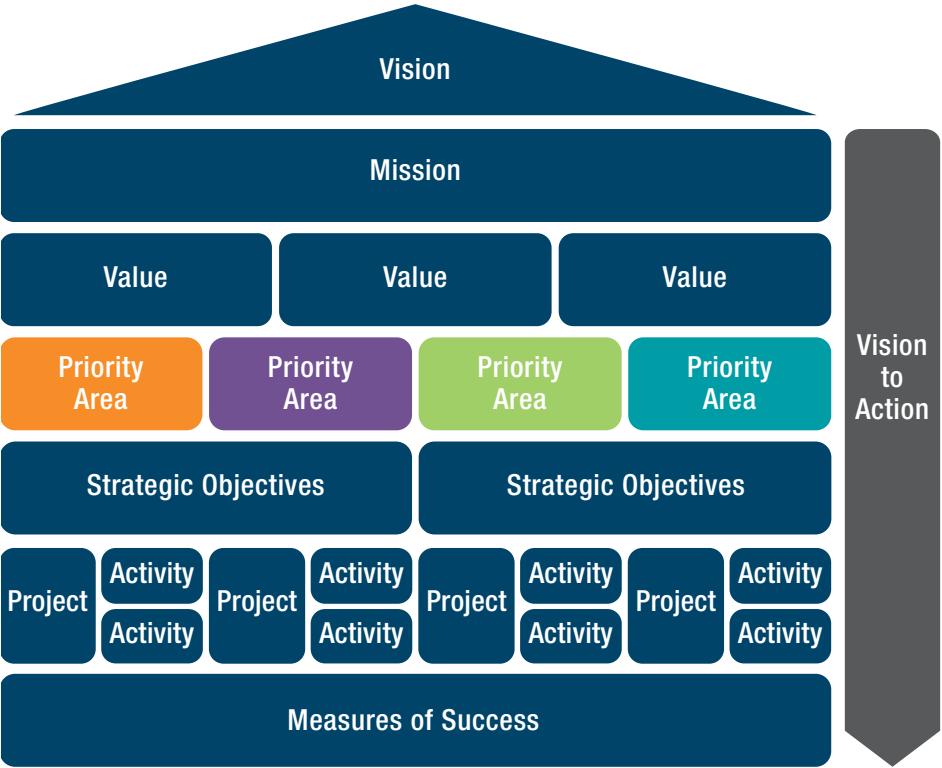 Vision
Mission
Value
Value
Value
Priority
Area
Priority
Area
Priority
Area
Priority
Area
Strategic Objectives
Strategic Objectives
Project
Activity
Activity
Project
Activity
Activity
Project
Activity
Activity
Project
Activity
Activity
Measures of Success
Vision
to
Action